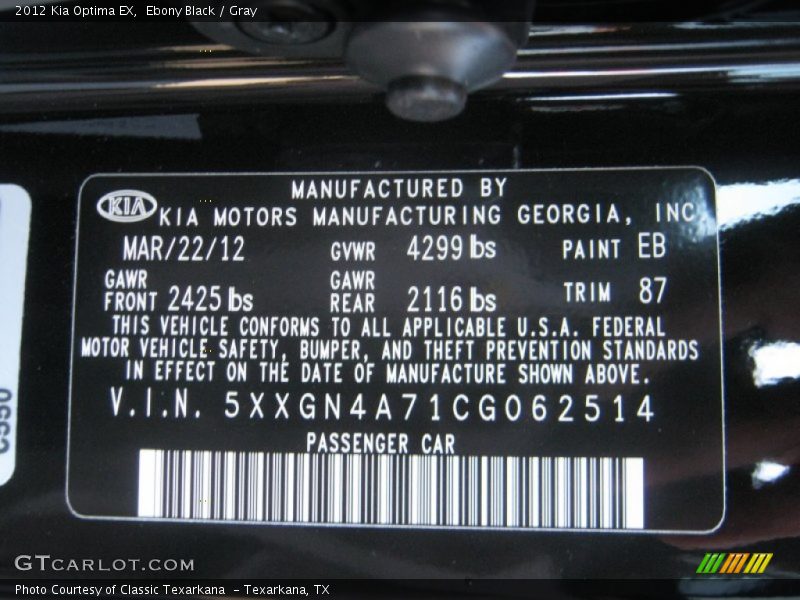 2012 Kia Optima EX, Ebony Black / Gray
MANUFACTURED BY
KIA KIA MOTORS MANUFACTURING GEORGIA, INC
MAR/22/12 GVWR 4299 lbs PAINT EB
GAWR FRONT 2425 lbs GAWR REAR 2116 lbs TRIM 87
THIS VEHICLE CONFORMS TO ALL APPLICABLE U.S.A. FEDERAL
MOTOR VEHICLE SAFETY, BUMPER, AND THEFT PREVENTION STANDARDS
IN EFFECT ON THE DATE OF MANUFACTURE SHOWN ABOVE.
V.I.N. 5XXGN4A71CG062514
PASSENGER CAR
GTCARLOT.COM
Photo Courtesy of Classic Texarkana - Texarkana, TX